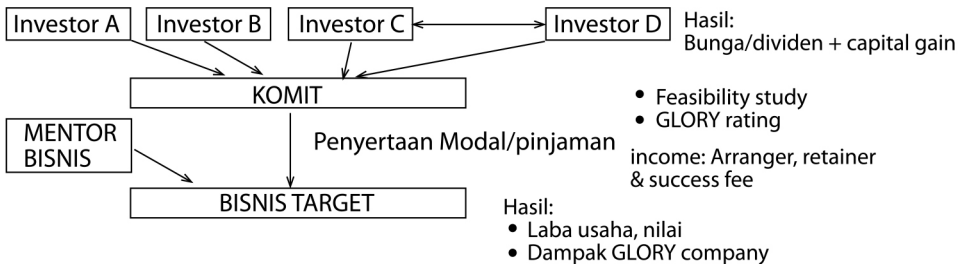 Investor A
Investor B
Investor C
Investor D
Hasil:
Bunga/dividen + capital gain
KOMIT
• Feasibility study
• GLORY rating
MENTOR
BISNIS
Penyertaan Modal/pinjaman
income: Arranger, retainer
& success fee
BISNIS TARGET
Hasil:
• Laba usaha, nilai
• Dampak GLORY company